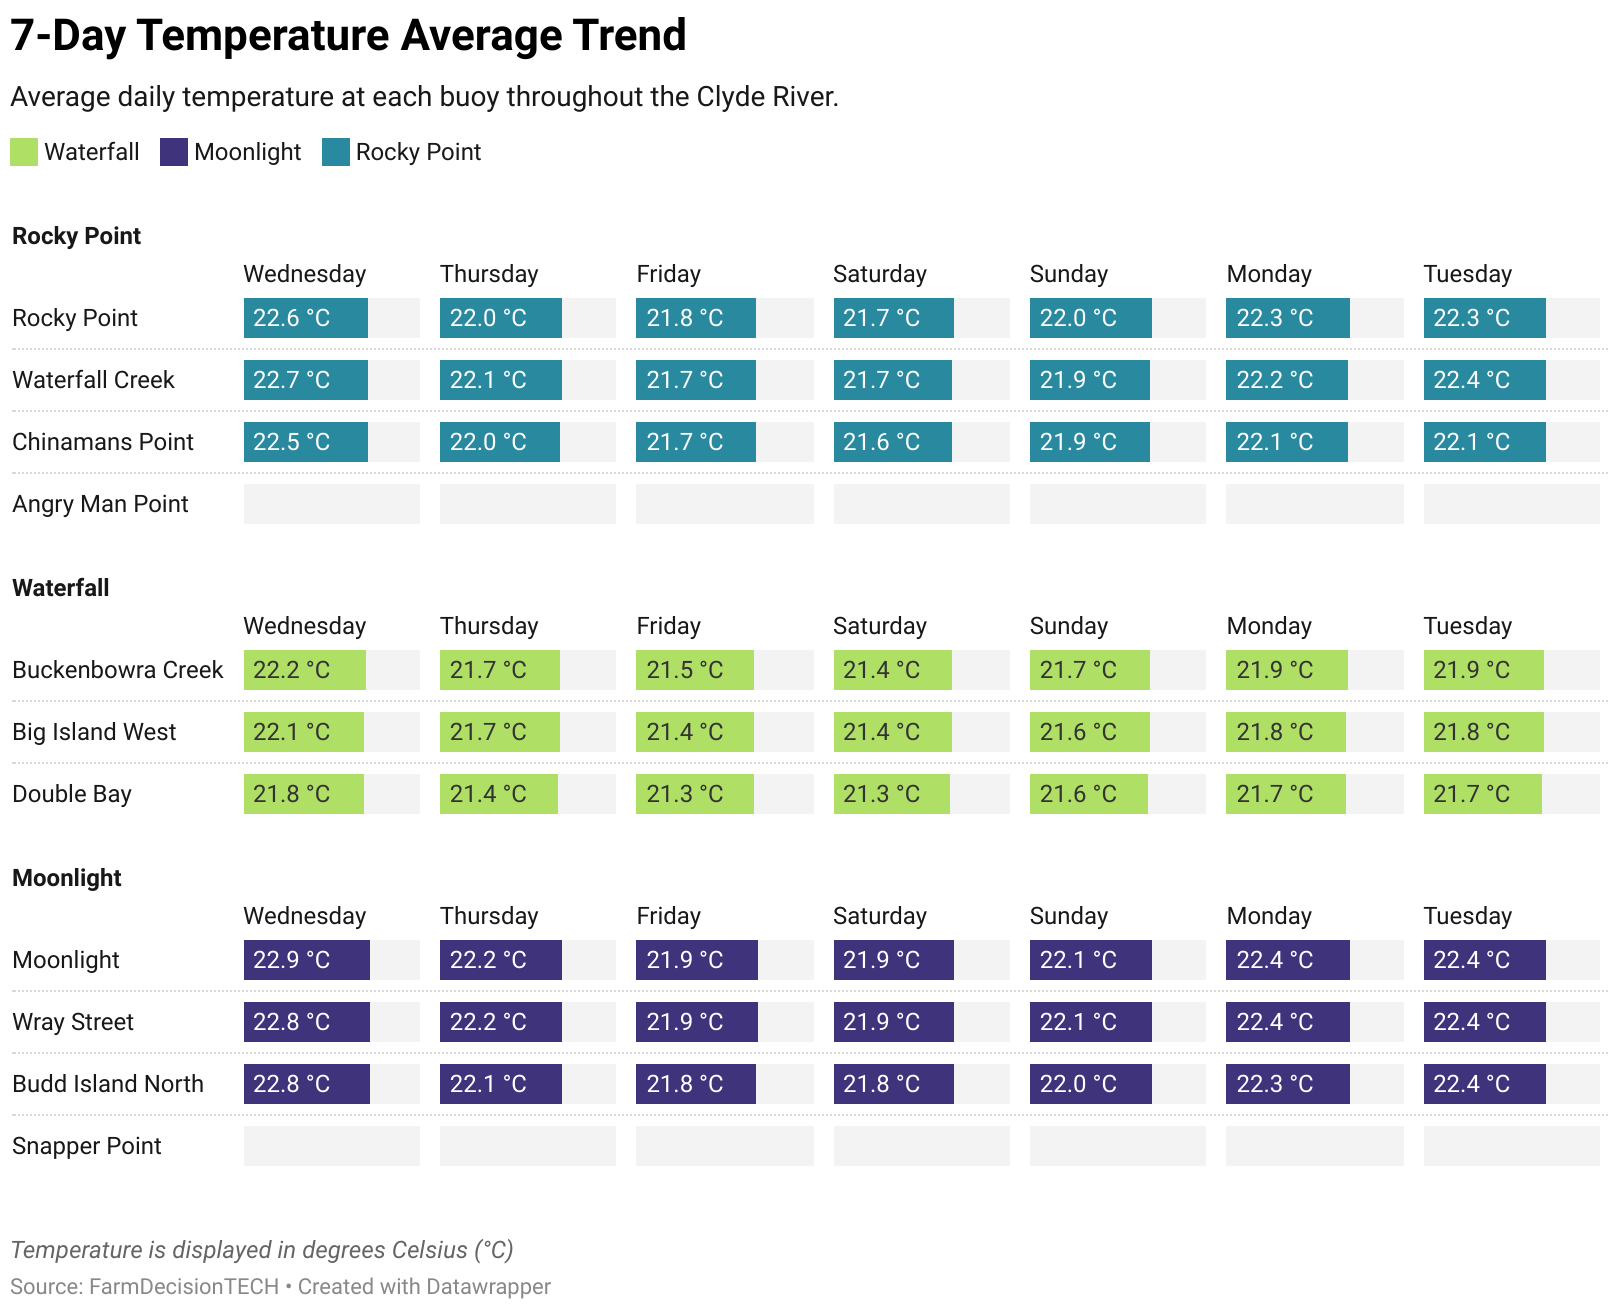 7-Day Temperature Average Trend
Average daily temperature at each buoy throughout the Clyde River.
Waterfall Moonlight Rocky Point
Rocky Point
Wednesday Thursday Friday Saturday Sunday Monday Tuesday
Rocky Point 22.6 °C 22.0 °C 21.8 °C 21.7 °C 22.0 °C 22.3 °C 22.3 °C
Waterfall Creek 22.7 °C 22.1 °C 21.7 °C 21.7 °C 21.9 °C 22.2 °C 22.4 °C
Chinamans Point 22.5 °C 22.0 °C 21.7 °C 21.6 °C 21.9 °C 22.1 °C 22.1 °C
Angry Man Point
Waterfall
Wednesday Thursday Friday Saturday Sunday Monday Tuesday
Buckenbowra Creek 22.2 °C 21.7 °C 21.5 °C 21.4 °C 21.7 °C 21.9 °C 21.9 °C
Big Island West 22.1 °C 21.7 °C 21.4 °C 21.4 °C 21.6 °C 21.8 °C 21.8 °C
Double Bay 21.8 °C 21.4 °C 21.3 °C 21.3 °C 21.6 °C 21.7 °C 21.7 °C
Moonlight
Wednesday Thursday Friday Saturday Sunday Monday Tuesday
Moonlight 22.9 °C 22.2 °C 21.9 °C 21.9 °C 22.1 °C 22.4 °C 22.4 °C
Wray Street 22.8 °C 22.2 °C 21.9 °C 21.9 °C 22.1 °C 22.4 °C 22.4 °C
Budd Island North 22.8 °C 22.1 °C 21.8 °C 21.8 °C 22.0 °C 22.3 °C 22.4 °C
Snapper Point
Temperature is displayed in degrees Celsius (°C)
Source: FarmDecisionTECH • Created with Datawrapper